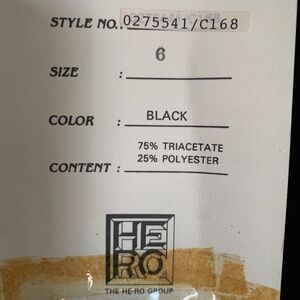 STYLE NO.: 0275541/C168
SIZE : 6
COLOR : BLACK
75% TRIACETATE
CONTENT : 25% POLYESTER
HE
RO
THE HE-RO GROUP